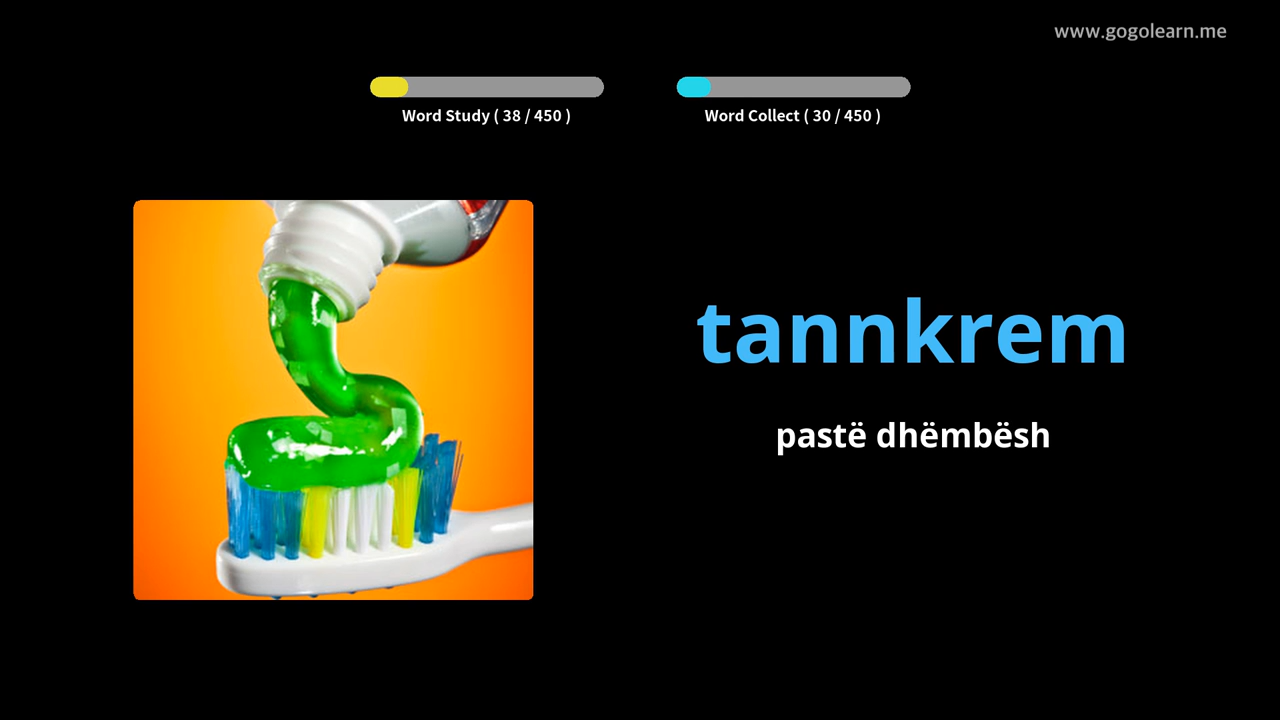 www.gogolearn.me
Word Study ( 38 / 450 )
Word Collect ( 30 / 450 )
tannkrem
pastë dhëmbësh